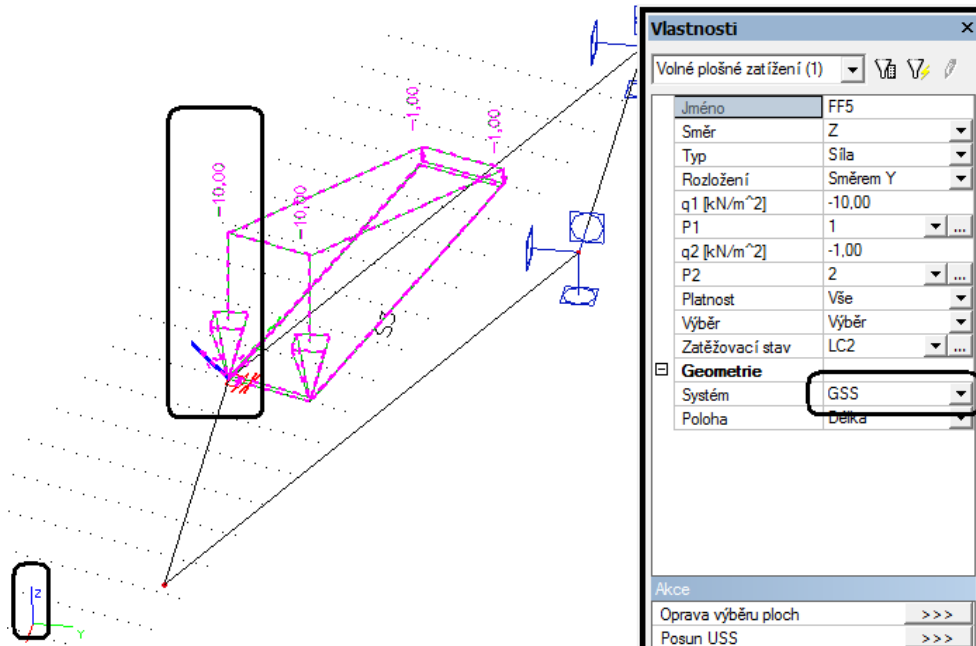 -1,00
-1,00
-10,00
-10,00
S3
Z
Y
Vlastnosti
Volné plošné zatížení (1)
Jméno FF5
Směr Z
Typ Síla
Rozložení Směrem Y
q1 [kN/m^2] -10,00
P1 1 ...
q2 [kN/m^2] -1,00
P2 2 ...
Platnost Vše
Výběr Výběr
Zatěžovací stav LC2 ...
Geometrie
Systém GSS
Poloha Délka
Akce
Oprava výběru ploch >>>
Posun USS >>>